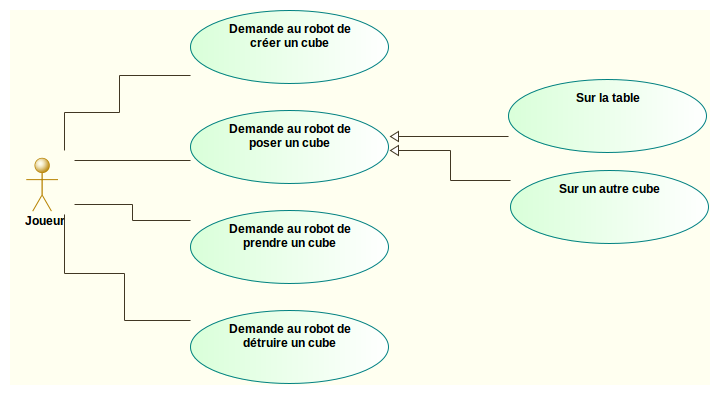 Demande au robot de
créer un cube
Demande au robot de
poser un cube
Sur la table
Sur un autre cube
Joueur
Demande au robot de
prendre un cube
Demande au robot de
détruire un cube